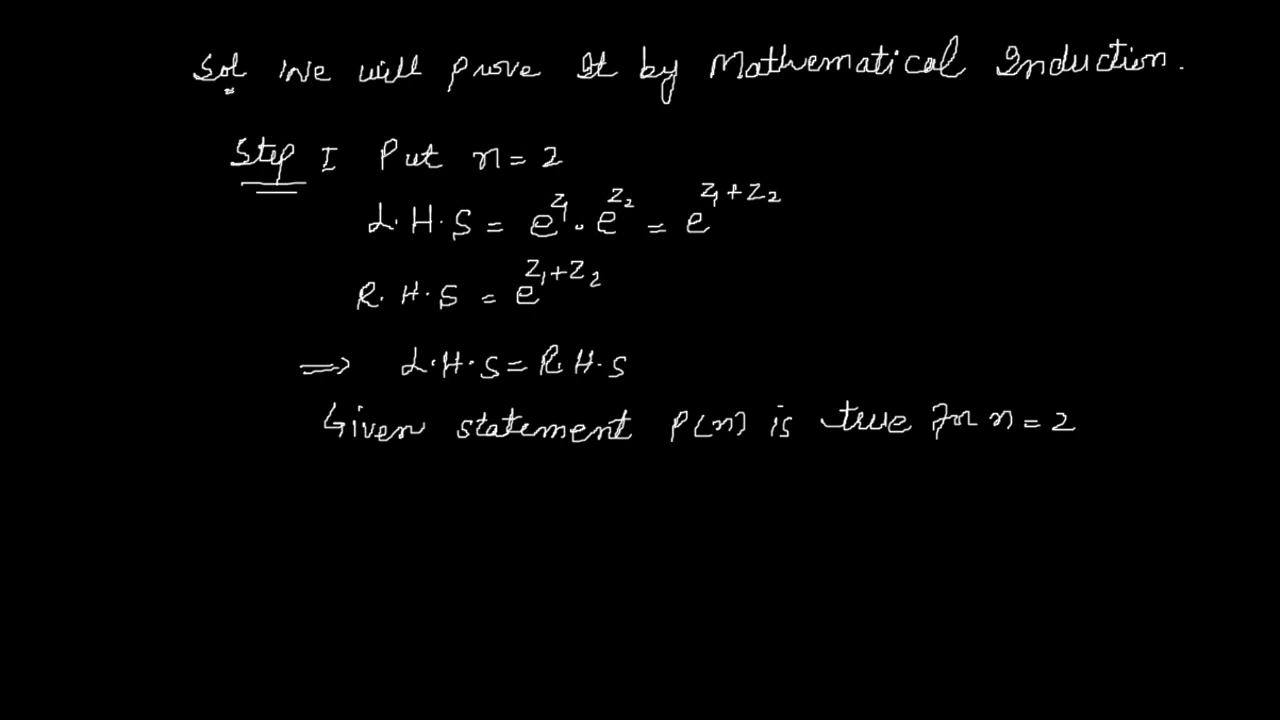 Sol We will prove It by Mathematical Induction.
Step I Put n = 2
L.H.S = e^{z₁} . e^{z₂} = e^{z₁+z₂}
R.H.S = e^{z₁+z₂}
⟹ L.H.S = R.H.S
Given statement P(n) is true for n = 2